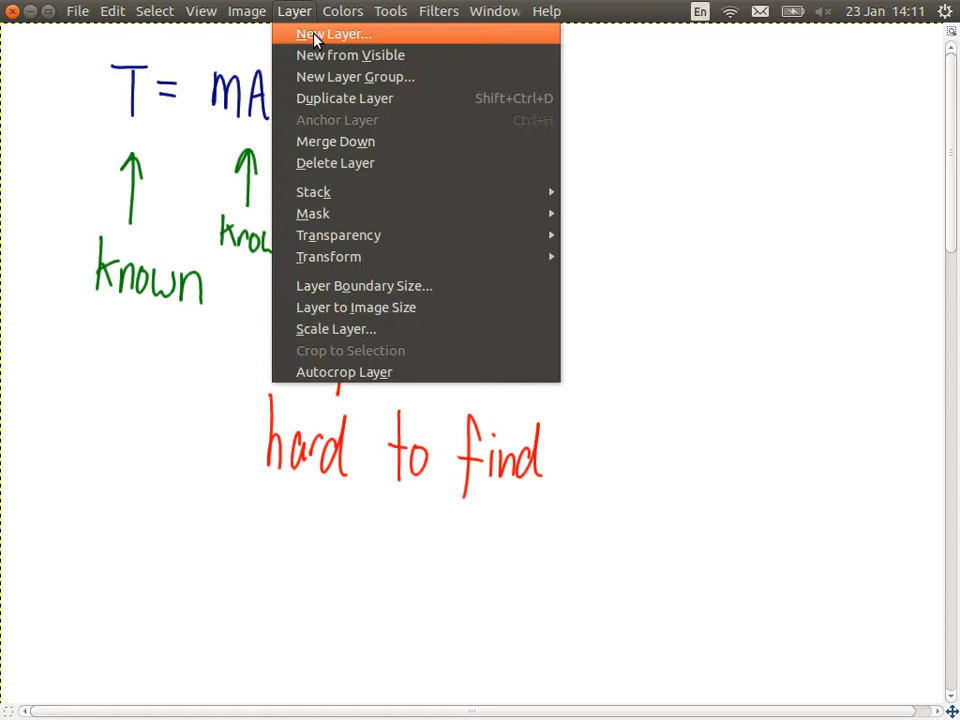 File Edit Select View Image Layer Colors Tools Filters Window Help En 23 Jan 14:11
New Layer...
New from Visible
New Layer Group...
Duplicate Layer Shift+Ctrl+D
Anchor Layer Ctrl+H
Merge Down
Delete Layer
Stack
Mask
Transparency
Transform
Layer Boundary Size...
Layer to Image Size
Scale Layer...
Crop to Selection
Autocrop Layer
T = mA
known know
hard to find